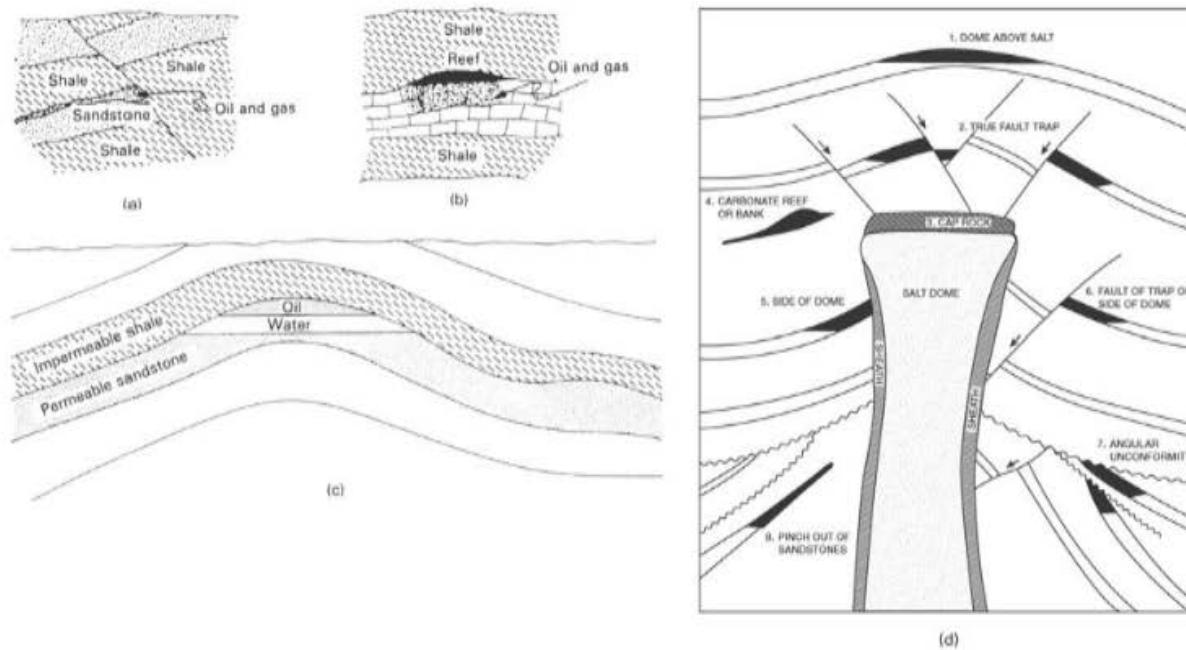 Shale
Shale
Sandstone
Oil and gas
Shale
(a)
Shale
Reef
Oil and gas
Shale
(b)
Oil
Water
Impermeable shale
Permeable sandstone
(c)
1. DOME ABOVE SALT
2. TRUE FAULT TRAP
4. CARBONATE REEF
OR BANK
3. CAP ROCK
5. SIDE OF DOME
SALT DOME
6. FAULT OF TRAP O
SIDE OF DOME
SHEATH
SHEATH
7. ANGULAR
UNCONFORMIT
8. PINCH OUT OF
SANDSTONES
(d)